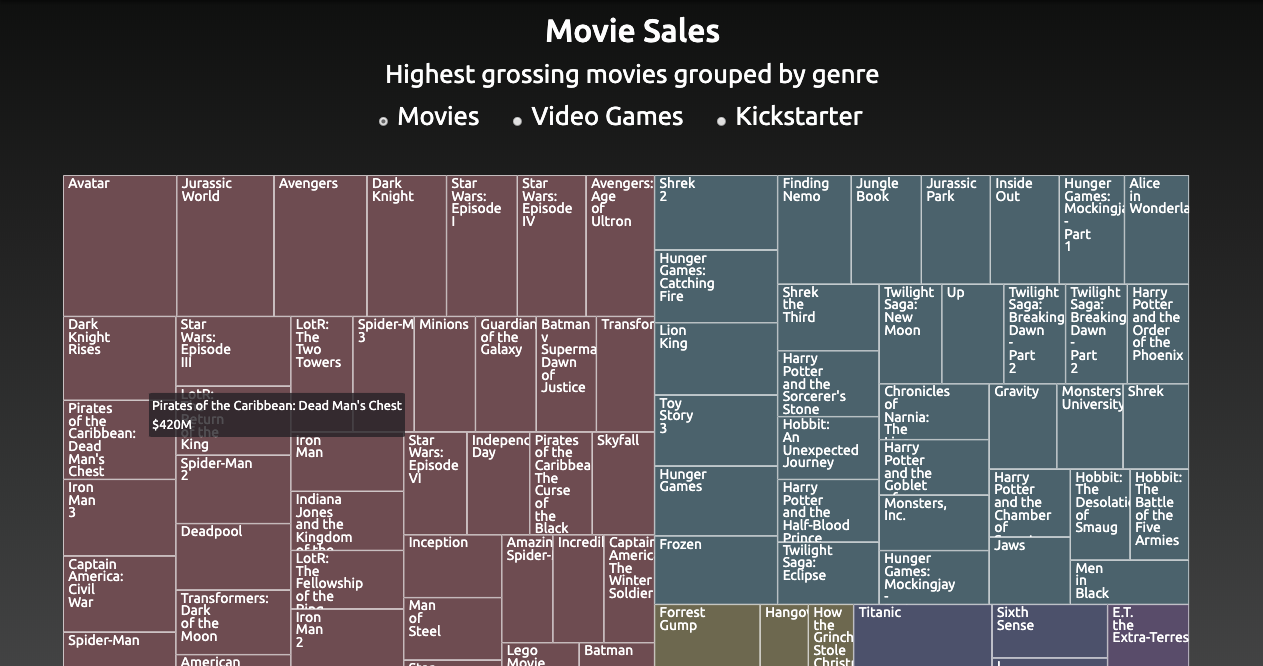 Movie Sales
Highest grossing movies grouped by genre
Movies
Video Games
Kickstarter
Avatar
Jurassic
World
Avengers
Dark
Knight
Star
Wars:
Episode
I
Star
Wars:
Episode
IV
Avengers:
Age
of
Ultron
Shrek
2
Finding
Nemo
Jungle
Book
Jurassic
Park
Inside
Out
Hunger
Games:
Mockingj
-
Part
1
Alice
in
Wonderla
Hunger
Games:
Catching
Fire
Lion
King
Toy
Story
3
Hunger
Games
Frozen
Shrek
the
Third
Harry
Potter
and the
Sorcerer's
Stone
Hobbit:
An
Unexpected
Journey
Harry
Potter
and the
Half-Blood
Prince
Twilight
Saga:
Eclipse
Twilight
Saga:
New
Moon
Up
Twilight
Saga:
Breaking
Dawn
-
Part
2
Twilight
Saga:
Breaking
Dawn
-
Part
2
Harry
Potter
and the
Order
of the
Phoenix
Chronicles
of
Narnia:
The
Harry
Potter
and the
Goblet
Monsters,
Inc.
Hunger
Games:
Mockingjay
-
Gravity
Monsters
University
Shrek
Harry
Potter
and the
Chamber
of
Jaws
Hobbit:
The
Desolati
of
Smaug
Hobbit:
The
Battle
of the
Five
Armies
Men
in
Black
Dark
Knight
Rises
Star
Wars:
Episode
III
LotR:
The
Two
Towers
Spider-M
3
Minions
Guardian
of the
Galaxy
Batman
v
Superma
Dawn
of
Justice
Transfor
Pirates
of the
Caribbean:
Dead
Man's
Chest
LotR:
Return
of the
King
Pirates of the Caribbean: Dead Man's Chest
$420M
Spider-Man
2
Iron
Man
Star
Wars:
Episode
VI
Independ
Day
Pirates
of the
Caribbea
The
Curse
of
the
Black
Skyfall
Iron
Man
3
Deadpool
Indiana
Jones
and the
Kingdom
of the
Inception
Amazin
Spider-
Incredi
Captain
Americ
The
Winter
Soldier
Captain
America:
Civil
War
LotR:
The
Fellowship
of the
Ring
Transformers:
Dark
of the
Moon
Iron
Man
2
Man
of
Steel
Spider-Man
American
Lego
Movie
Batman
Star
Forrest
Gump
Hangov
How
the
Grinch
Stole
Christ
Titanic
Sixth
Sense
E.T.
the
Extra-Terres